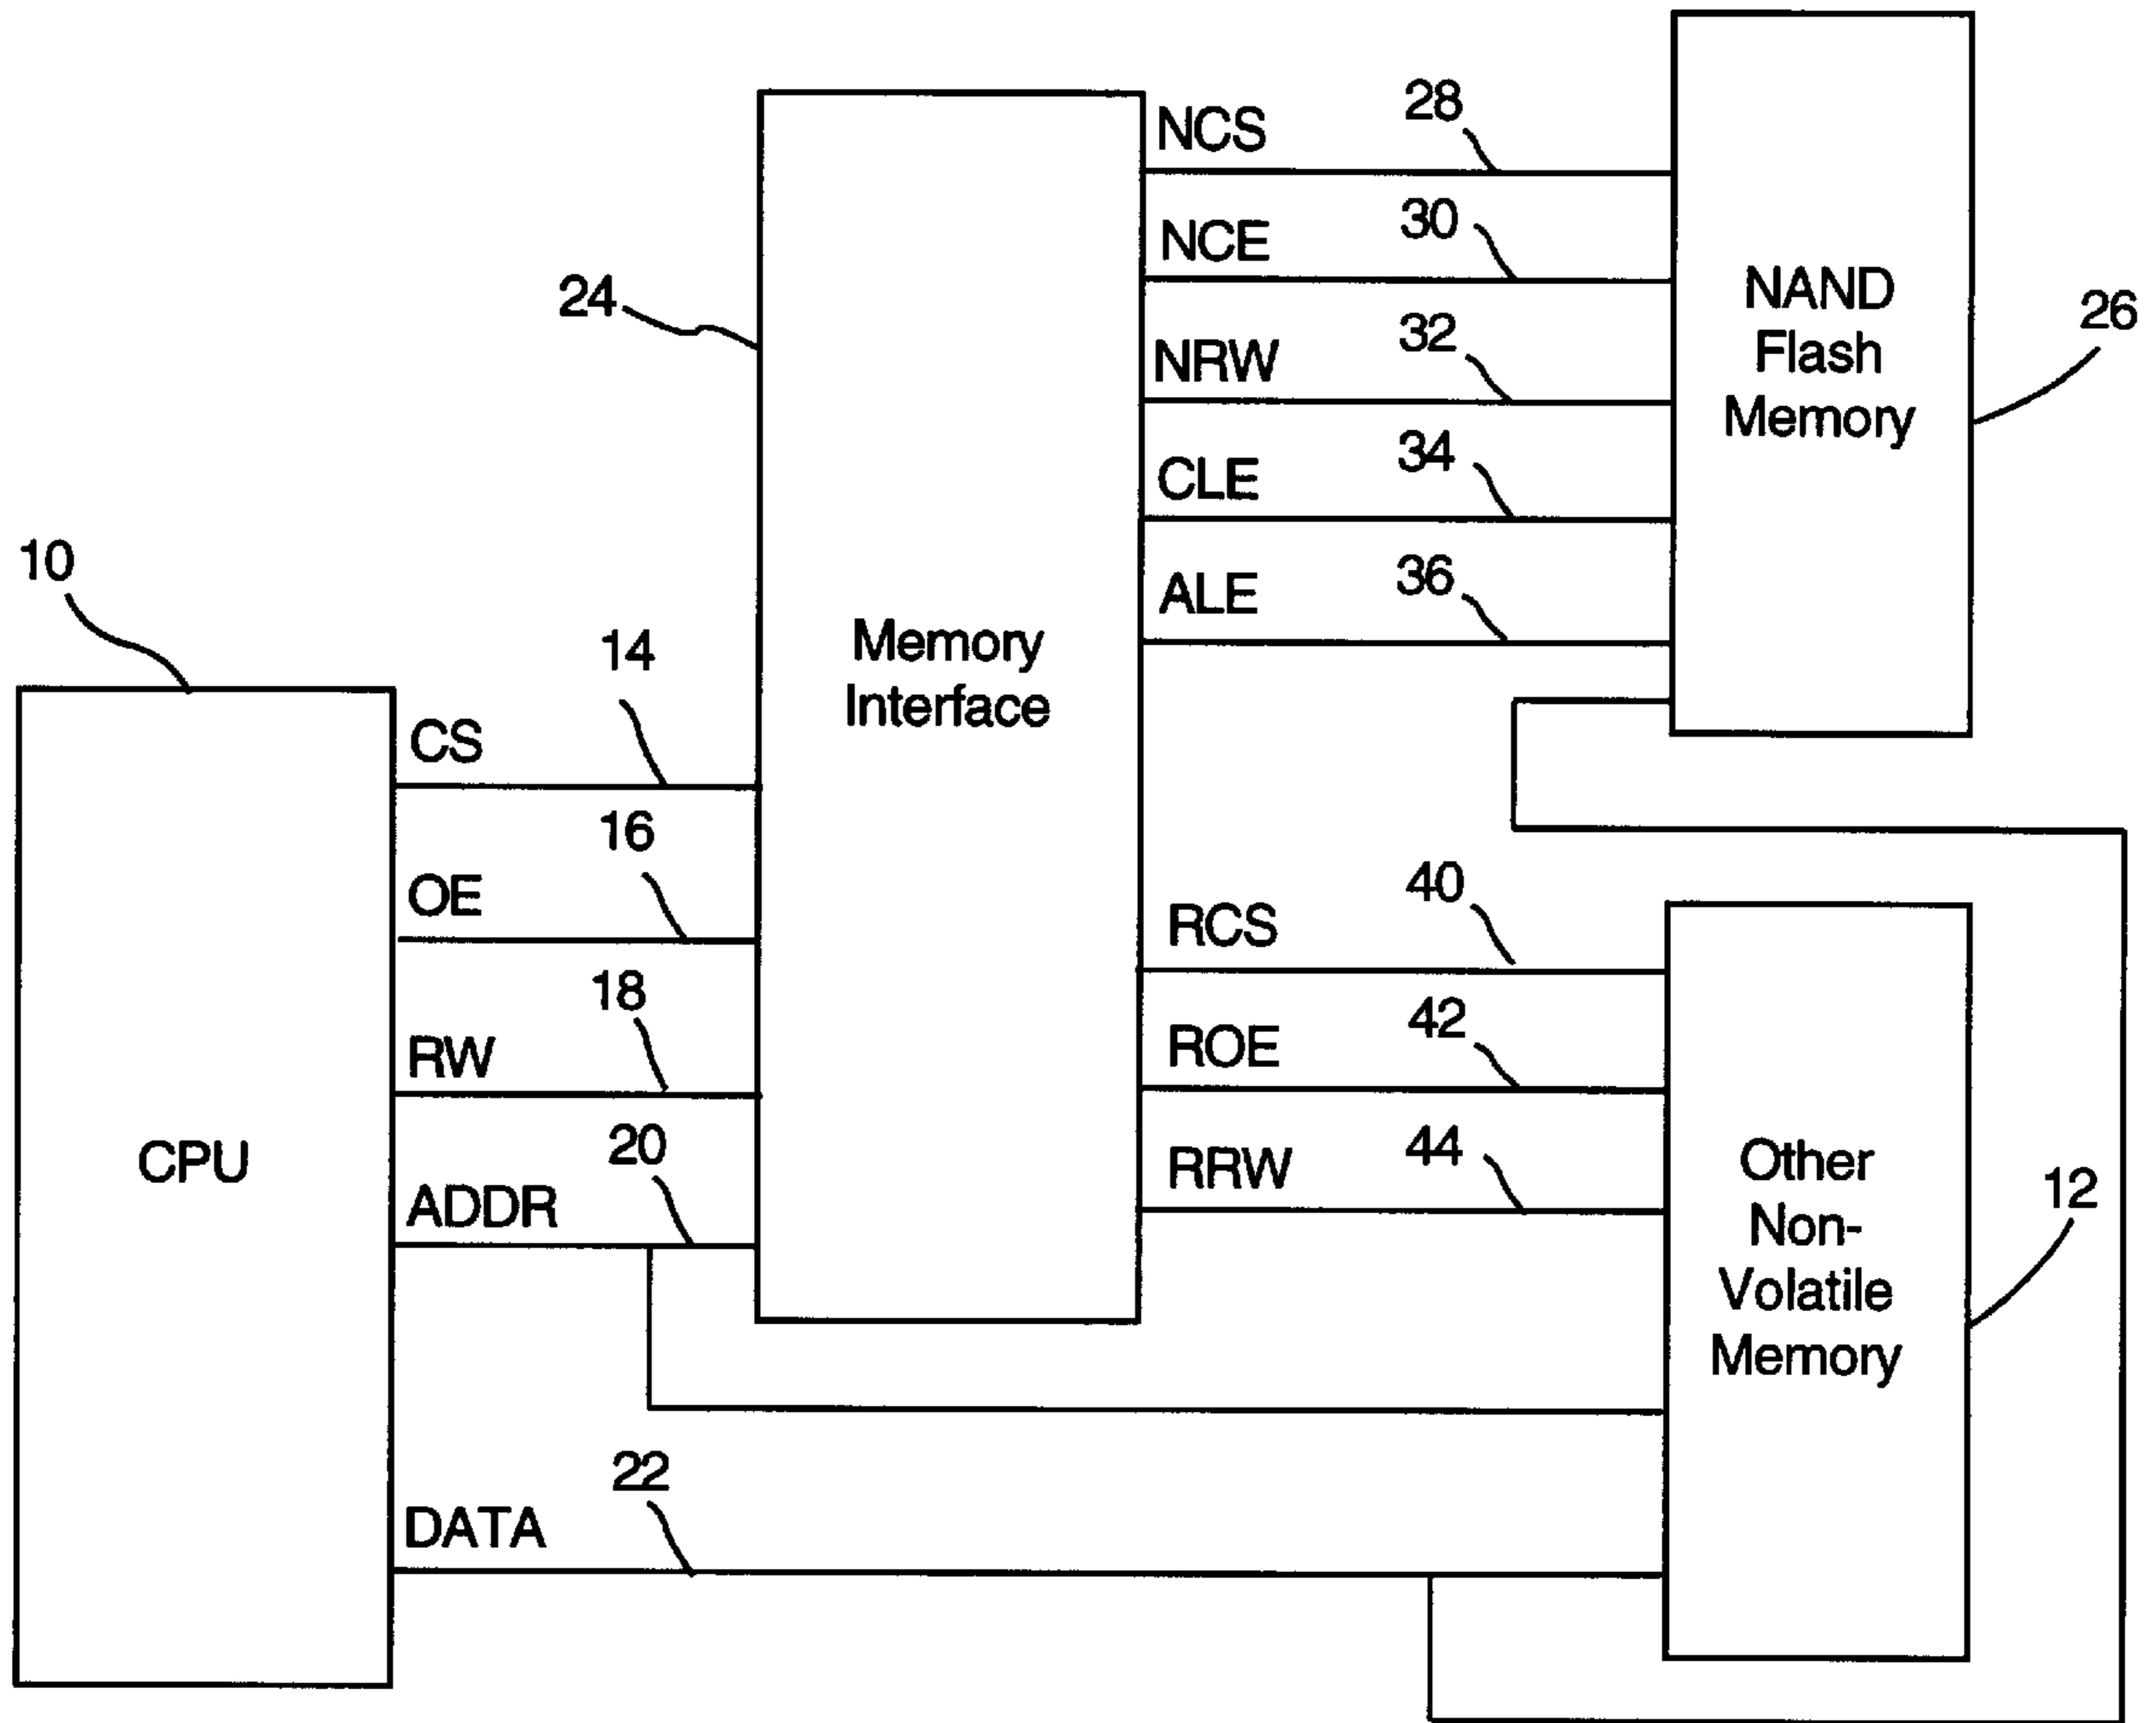 NCS
28
NCE
30
24
NRW
32
NAND
Flash
Memory
26
CLE
34
10
ALE
36
14
Memory
Interface
CS
16
OE
40
RCS
18
RW
42
ROE
CPU
20
ADDR
44
RRW
Other
Non-
Volatile
Memory
12
22
DATA